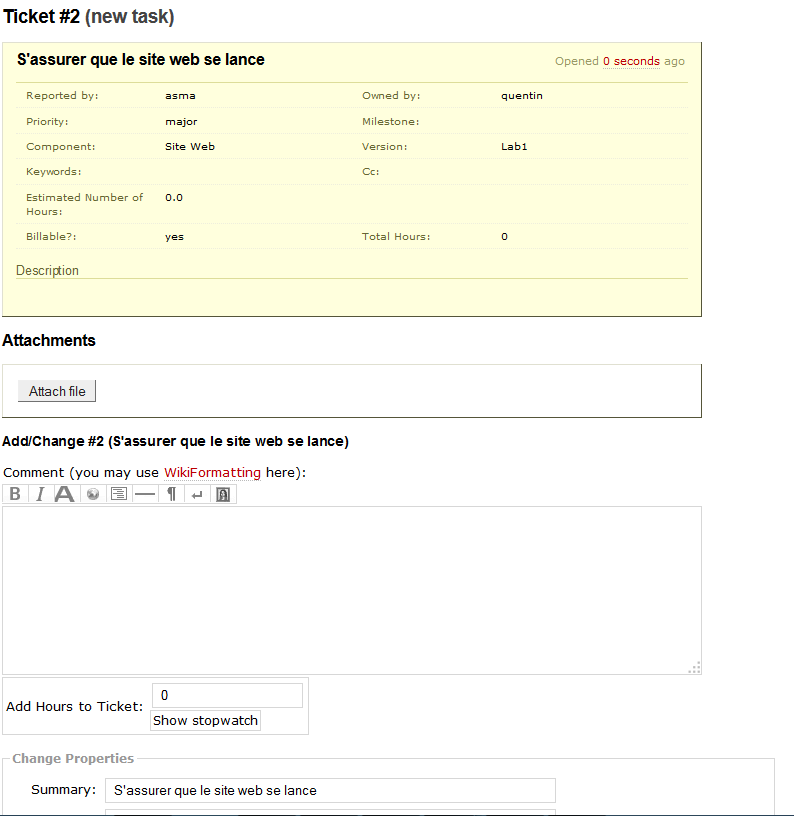 Ticket #2 (new task)
S'assurer que le site web se lance
Opened 0 seconds ago
Reported by: asma Owned by: quentin
Priority: major Milestone:
Component: Site Web Version: Lab1
Keywords: Cc:
Estimated Number of
Hours: 0.0
Billable?: yes Total Hours: 0
Description
Attachments
Attach file
Add/Change #2 (S'assurer que le site web se lance)
Comment (you may use WikiFormatting here):
B I A
Add Hours to Ticket: 0
Show stopwatch
Change Properties
Summary: S'assurer que le site web se lance